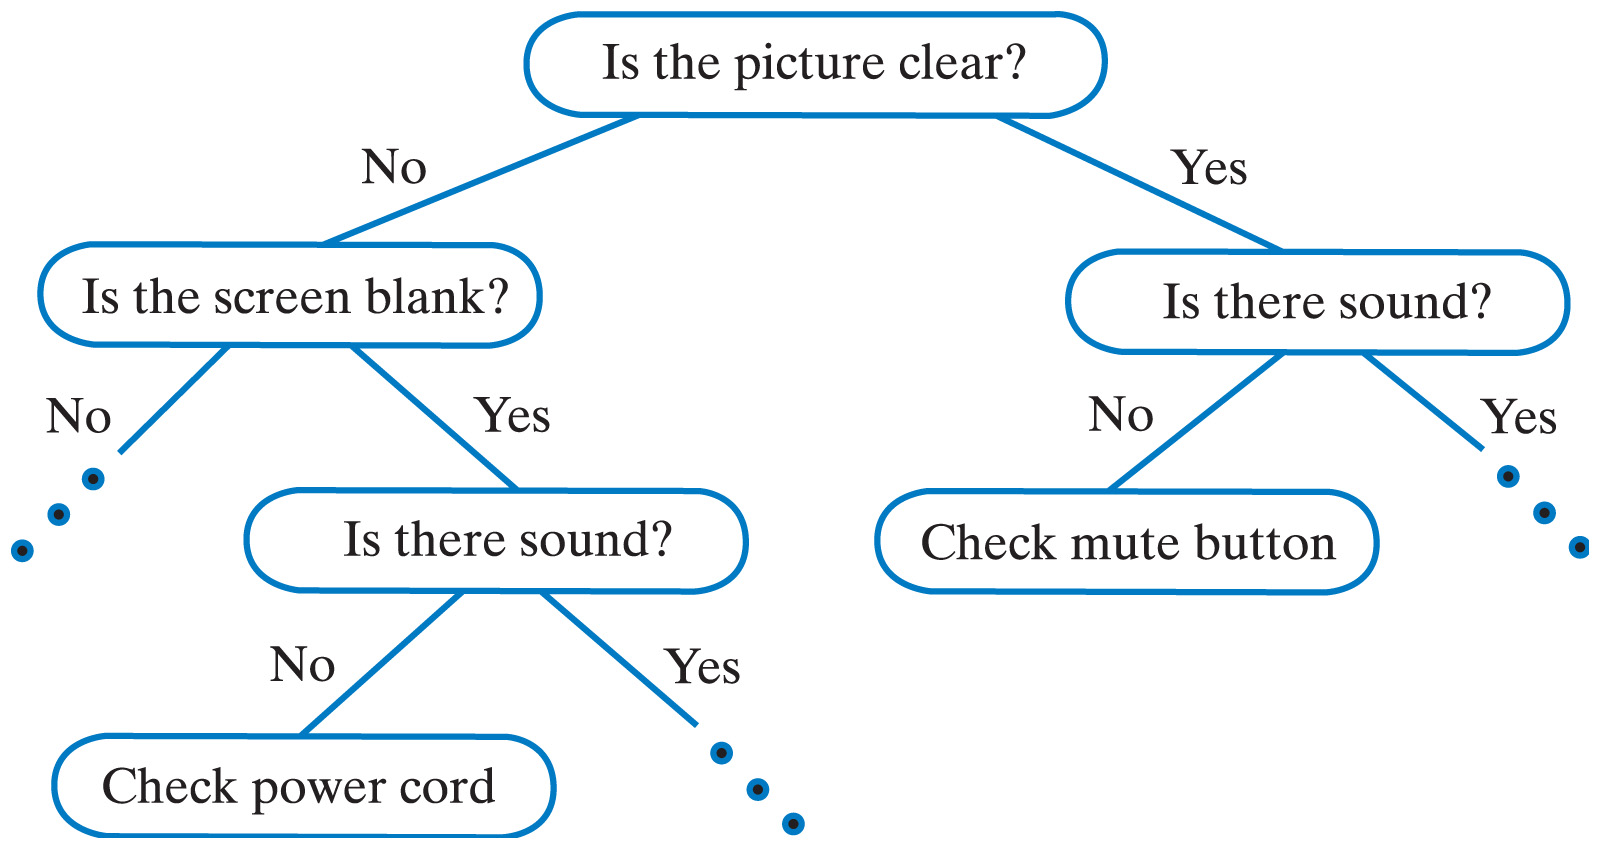 Is the picture clear?
No
Yes
Is the screen blank?
Is there sound?
No
Yes
No
Yes
Is there sound?
Check mute button
No
Yes
Check power cord